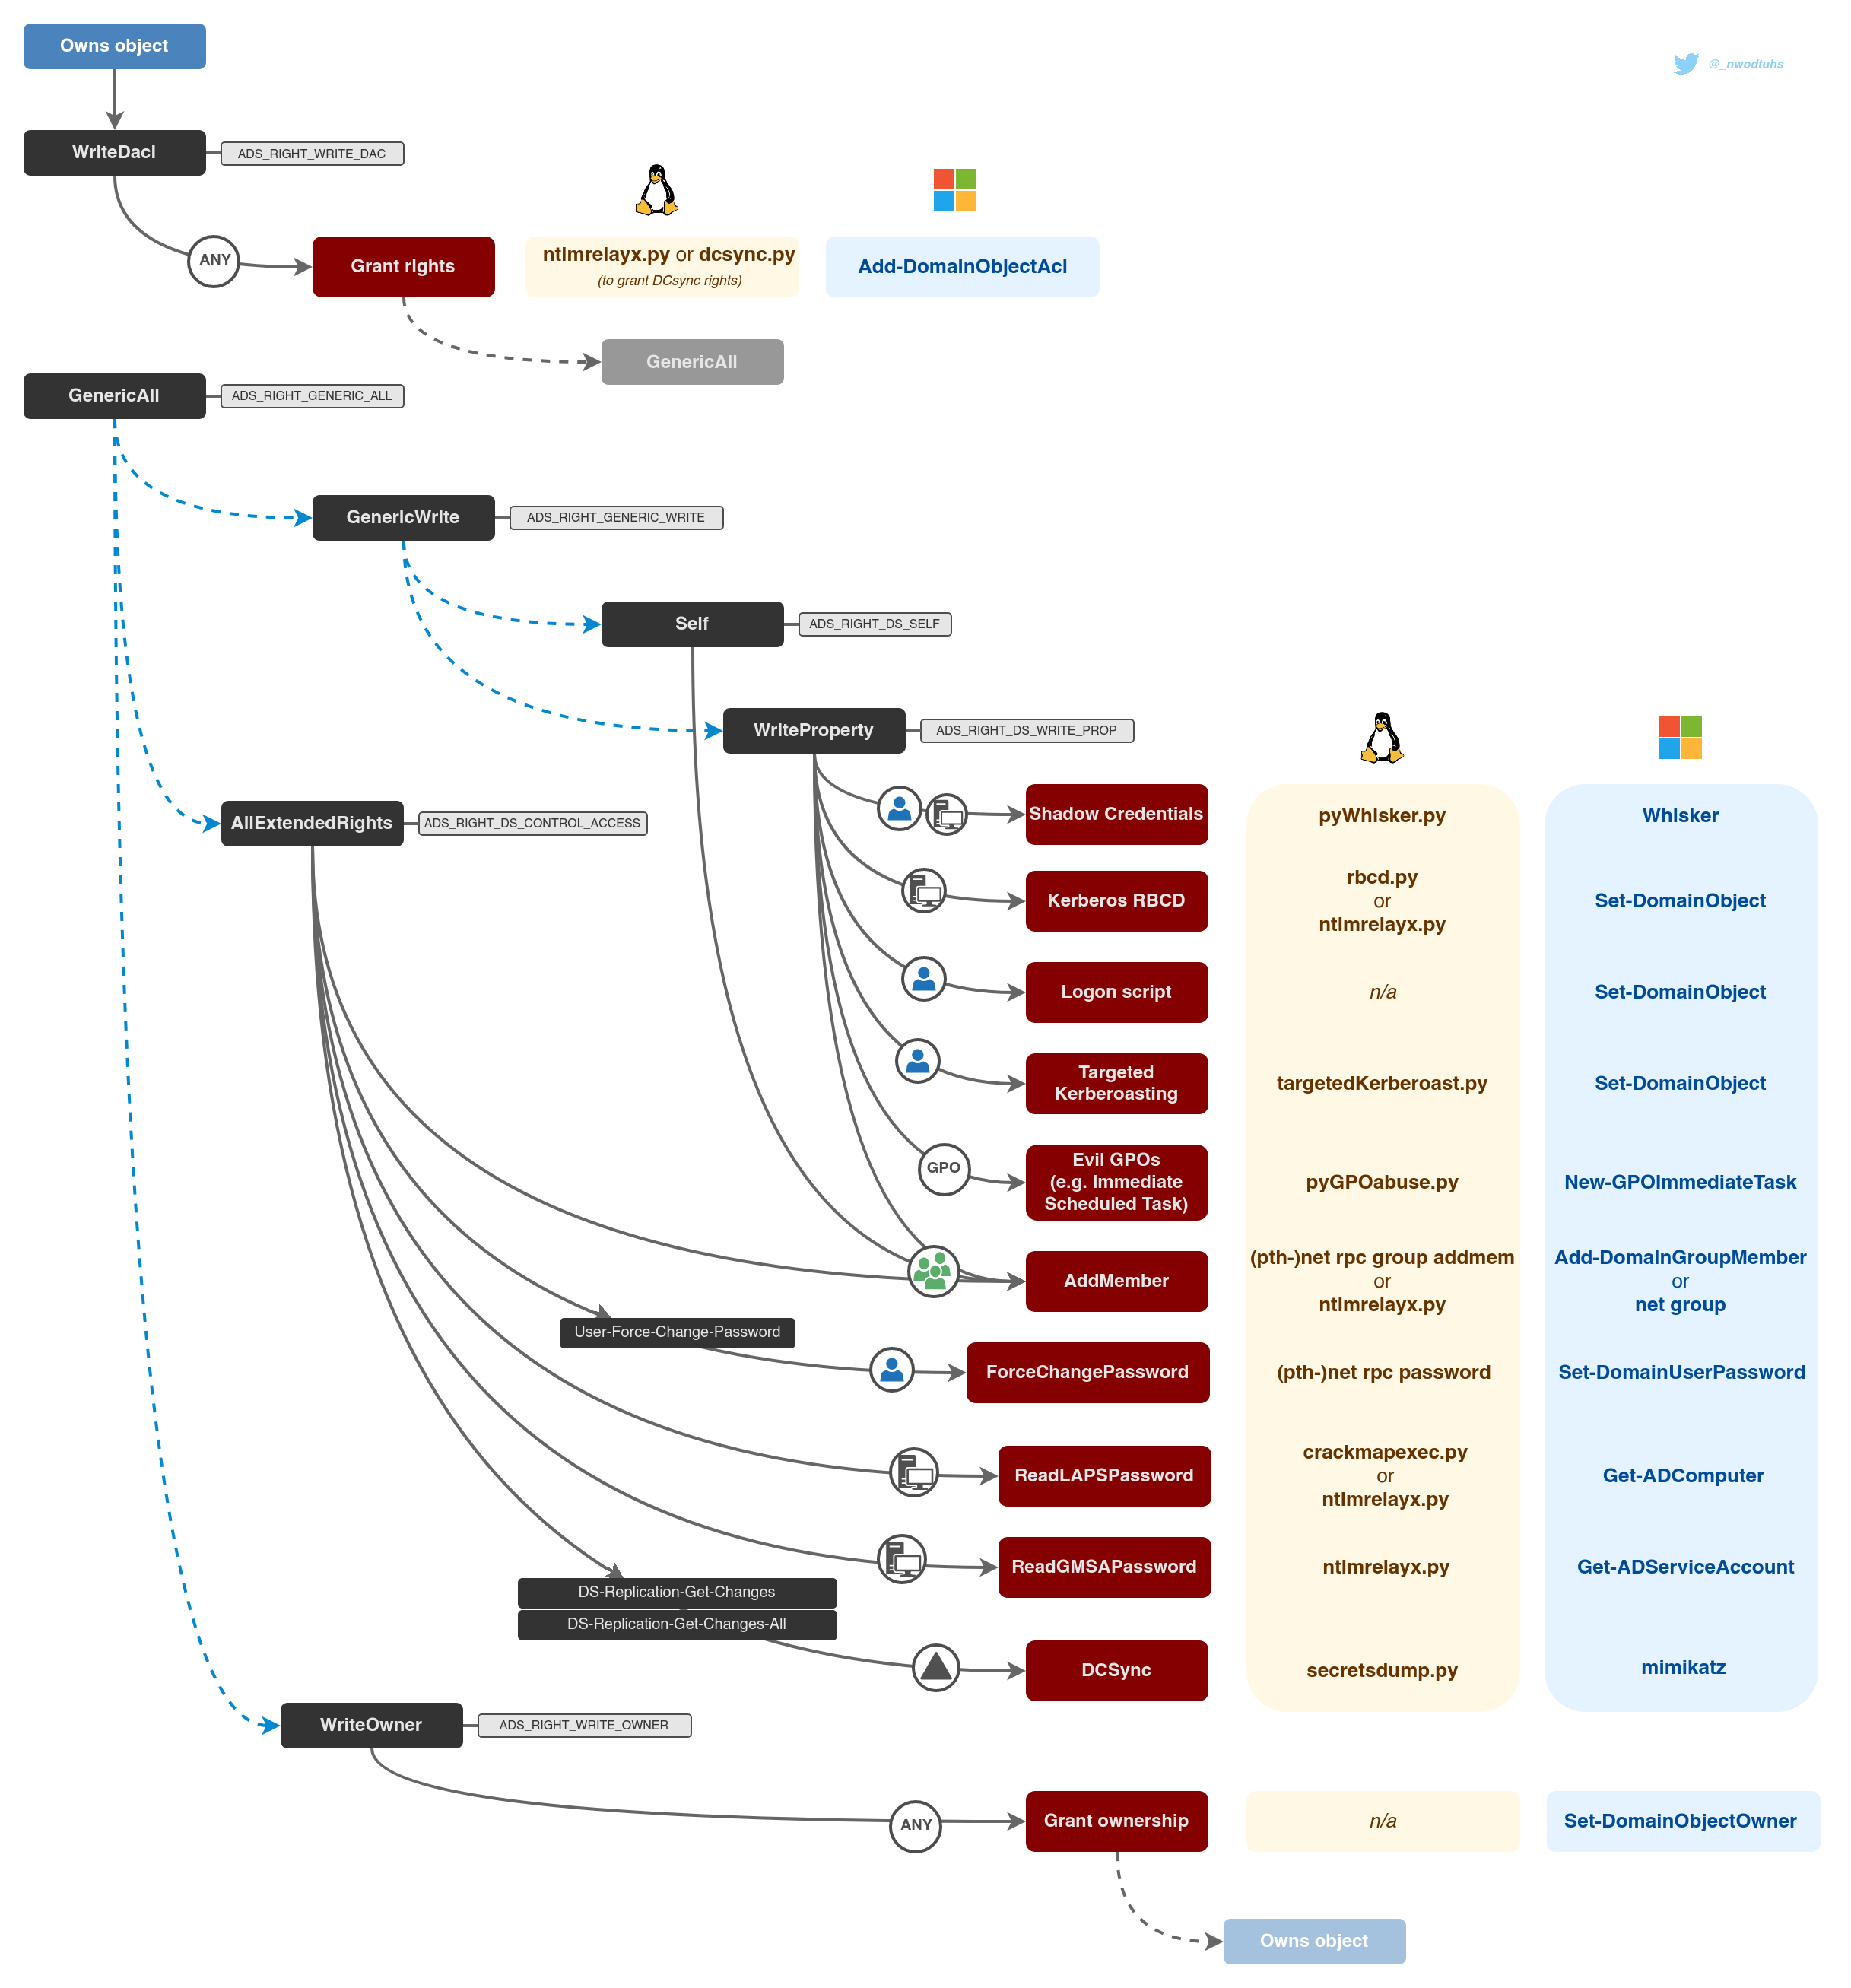 Owns object
@_nwodtuhs
WriteDacl
ADS_RIGHT_WRITE_DAC
ANY
Grant rights
ntlmrelayx.py or dcsync.py
(to grant DCsync rights)
Add-DomainObjectAcl
GenericAll
GenericAll
ADS_RIGHT_GENERIC_ALL
GenericWrite
ADS_RIGHT_GENERIC_WRITE
Self
ADS_RIGHT_DS_SELF
WriteProperty
ADS_RIGHT_DS_WRITE_PROP
AllExtendedRights
ADS_RIGHT_DS_CONTROL_ACCESS
Shadow Credentials
pyWhisker.py
Whisker
Kerberos RBCD
rbcd.py
or
ntlmrelayx.py
Set-DomainObject
Logon script
n/a
Set-DomainObject
Targeted
Kerberoasting
targetedKerberoast.py
Set-DomainObject
GPO
Evil GPOs
(e.g. Immediate
Scheduled Task)
pyGPOabuse.py
New-GPOImmediateTask
AddMember
(pth-)net rpc group addmem
or
ntlmrelayx.py
Add-DomainGroupMember
or
net group
User-Force-Change-Password
ForceChangePassword
(pth-)net rpc password
Set-DomainUserPassword
ReadLAPSPassword
crackmapexec.py
or
ntlmrelayx.py
Get-ADComputer
ReadGMSAPassword
ntlmrelayx.py
Get-ADServiceAccount
DS-Replication-Get-Changes
DS-Replication-Get-Changes-All
DCSync
secretsdump.py
mimikatz
WriteOwner
ADS_RIGHT_WRITE_OWNER
ANY
Grant ownership
n/a
Set-DomainObjectOwner
Owns object